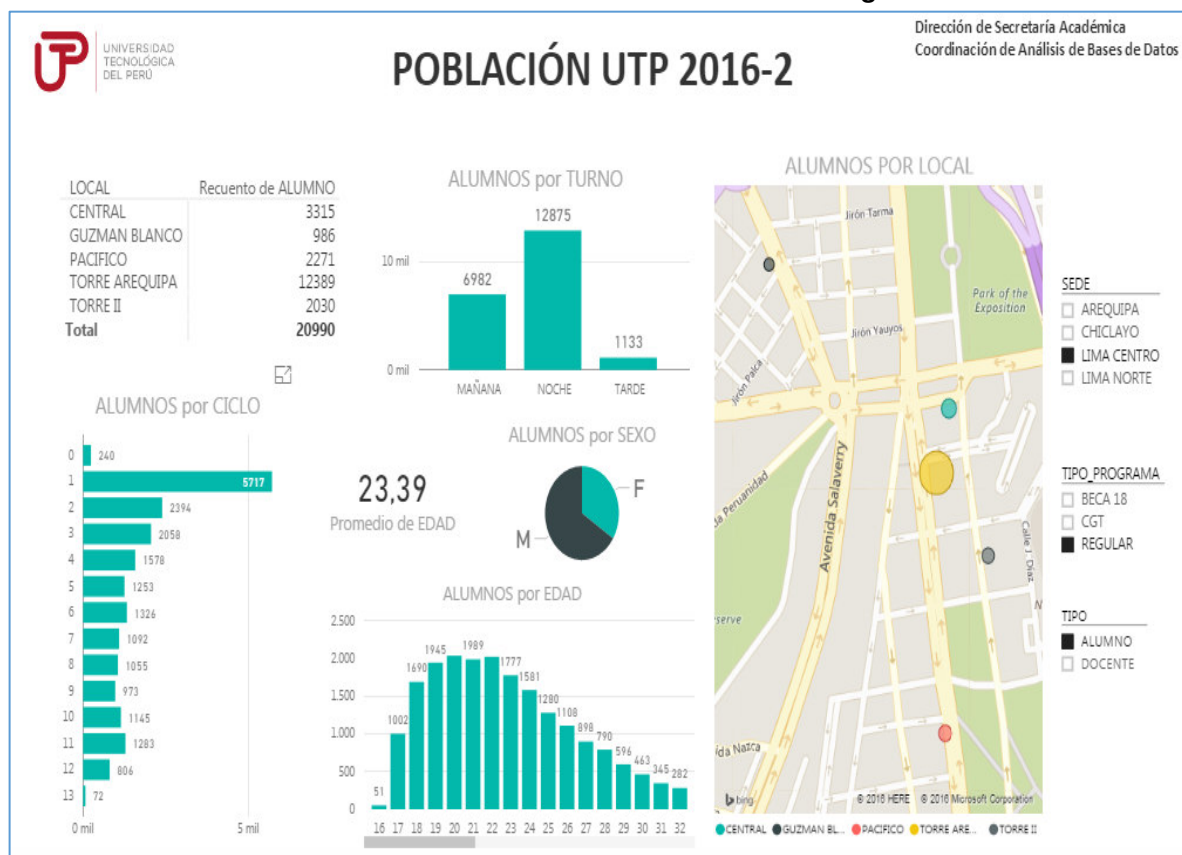 UTP
UNIVERSIDAD
TECNOLÓGICA
DEL PERÚ
POBLACIÓN UTP 2016-2
Dirección de Secretaría Académica
Coordinación de Análisis de Bases de Datos
LOCAL Recuento de ALUMNO
CENTRAL 3315
GUZMAN BLANCO 986
PACIFICO 2271
TORRE AREQUIPA 12389
TORRE II 2030
Total 20990
ALUMNOS por TURNO
12875
10 mil
6982
1133
0 mil
MAÑANA NOCHE TARDE
ALUMNOS por CICLO
0 240
1 5717
2 2394
3 2058
4 1578
5 1253
6 1326
7 1092
8 1055
9 973
10 1145
11 1283
12 806
13 72
0 mil 5 mil
23,39
Promedio de EDAD
ALUMNOS por SEXO
F
M
ALUMNOS por EDAD
2.500
2.000
1.500
1.000
500
0
51 1002 1690 1945 1989 1777 1581 1280 1108 898 790 596 463 345 282
16 17 18 19 20 21 22 23 24 25 26 27 28 29 30 31 32
ALUMNOS POR LOCAL
Jirón Tarma
Park of the
Exposition
Jirón Yauyos
Jirón Palca
Avenida Salaverry
da Peruanidad
Calle J. Diaz
serve
ida Nazca
bing
© 2016 HERE © 2016 Microsoft Corporation
CENTRAL GUZMAN BL... PACIFICO TORRE ARE... TORRE II
SEDE
AREQUIPA
CHICLAYO
LIMA CENTRO
LIMA NORTE
TIPO_PROGRAMA
BECA 18
CGT
REGULAR
TIPO
ALUMNO
DOCENTE